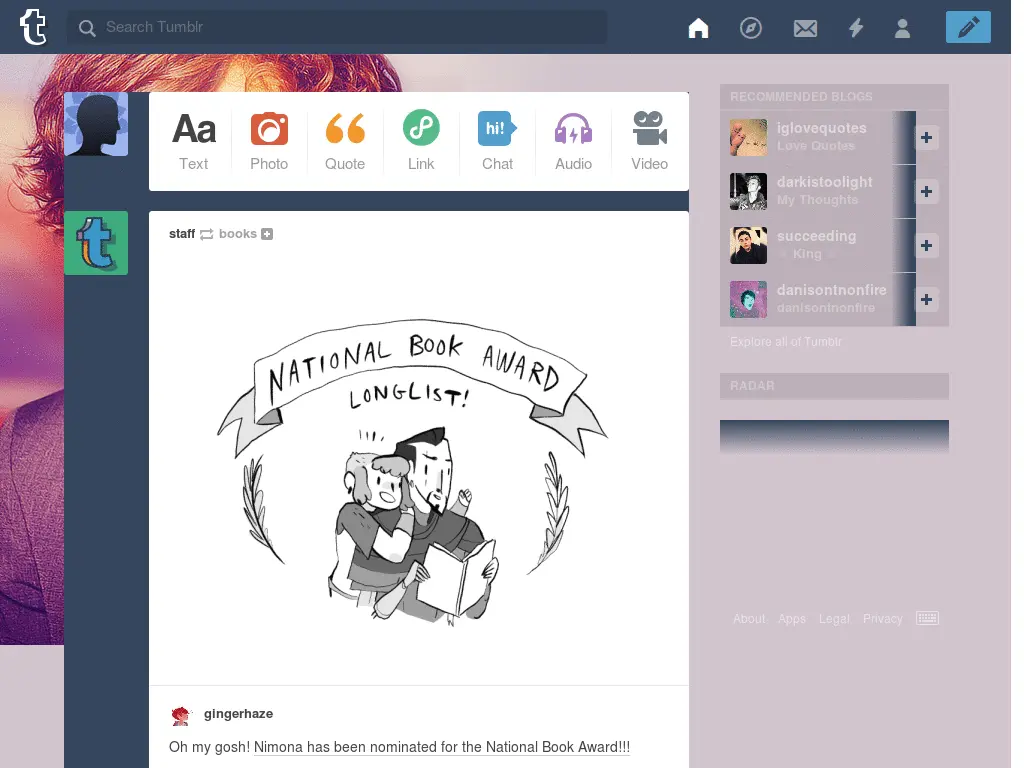 Search Tumblr
Aa
Text
Photo
Quote
Link
hi!
Chat
Audio
Video
staff books
NATIONAL BOOK AWARD
LONGLIST!
gingerhaze
Oh my gosh! Nimona has been nominated for the National Book Award!!!
RECOMMENDED BLOGS
iglovequotes
Love Quotes
darkistoolight
My Thoughts
succeeding
King
danisontnonfire
danisontnonfire
Explore all of Tumblr
RADAR
About Apps Legal Privacy